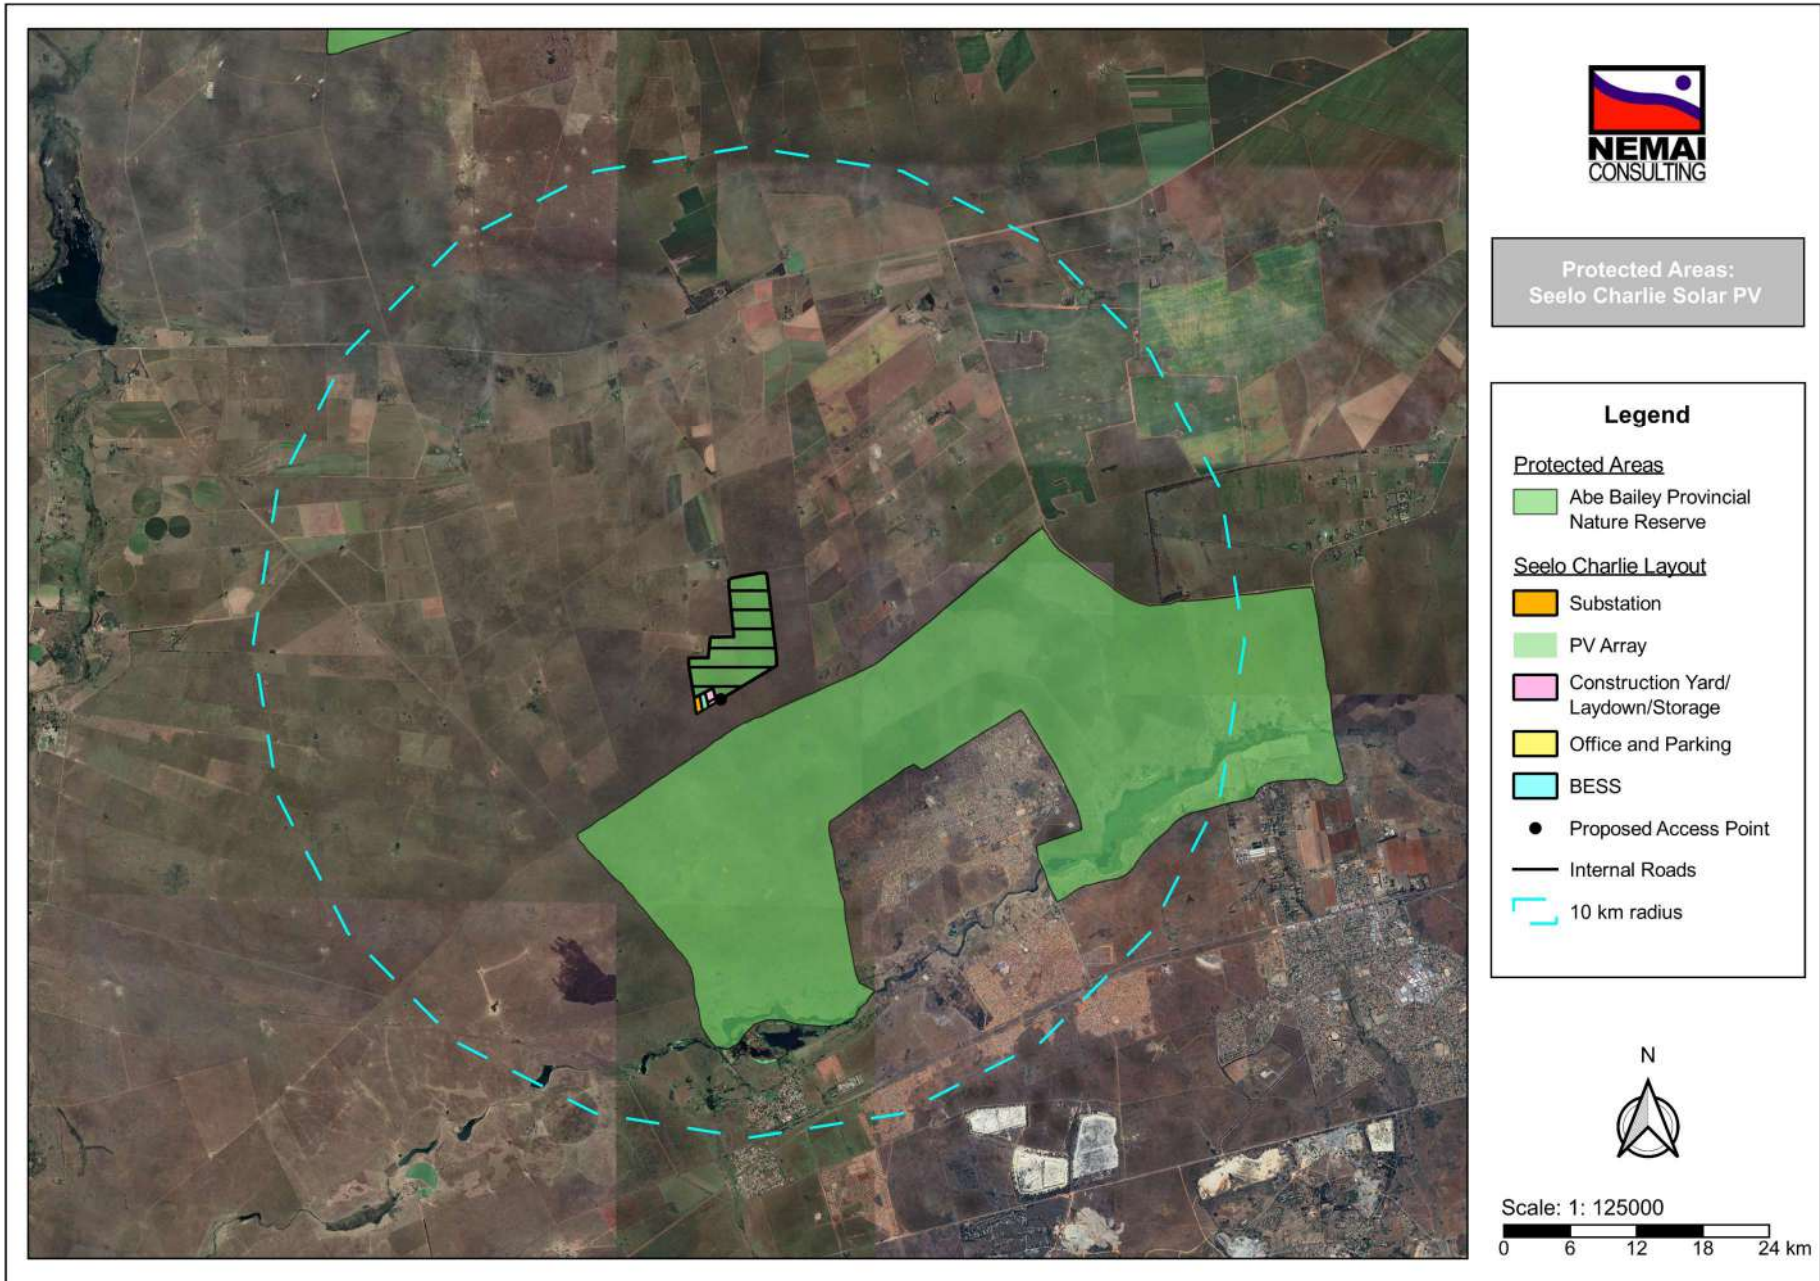 NEMAI
CONSULTING
Protected Areas:
Seelo Charlie Solar PV
Legend
Protected Areas
Abe Bailey Provincial
Nature Reserve
Seelo Charlie Layout
Substation
PV Array
Construction Yard/
Laydown/Storage
Office and Parking
BESS
Proposed Access Point
Internal Roads
10 km radius
N
Scale: 1: 125000
0 6 12 18 24 km